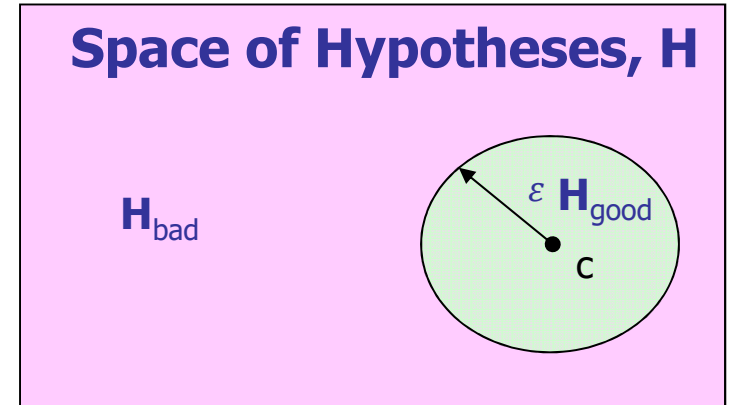 Space of Hypotheses, H
ε H_good
H_bad
c